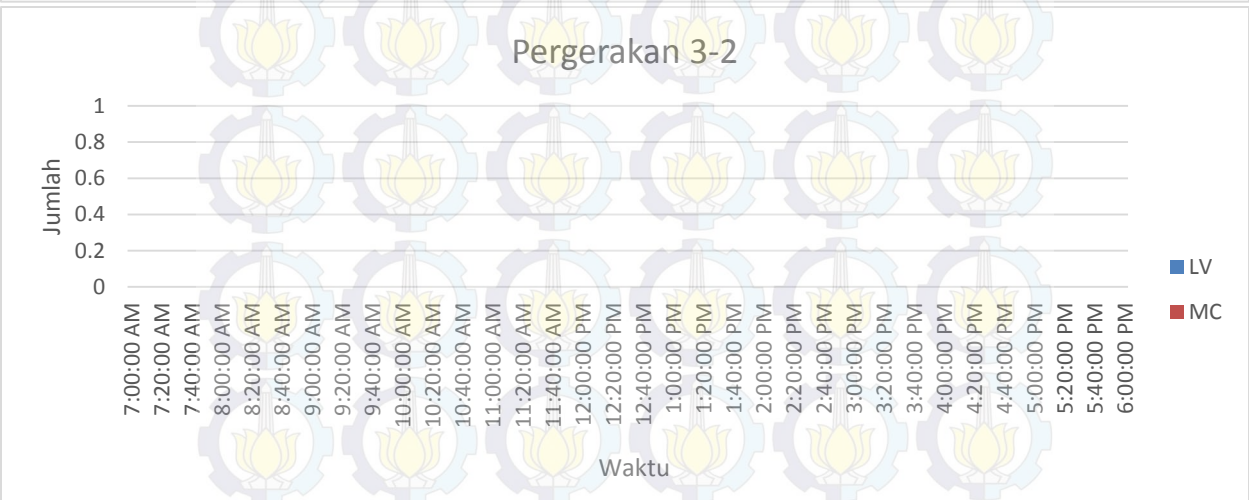 Pergerakan 3-2
Jumlah
1
0.8
0.6
0.4
0.2
0
7:00:00 AM
7:20:00 AM
7:40:00 AM
8:00:00 AM
8:20:00 AM
8:40:00 AM
9:00:00 AM
9:20:00 AM
9:40:00 AM
10:00:00 AM
10:20:00 AM
10:40:00 AM
11:00:00 AM
11:20:00 AM
11:40:00 AM
12:00:00 PM
12:20:00 PM
12:40:00 PM
1:00:00 PM
1:20:00 PM
1:40:00 PM
2:00:00 PM
2:20:00 PM
2:40:00 PM
3:00:00 PM
3:20:00 PM
3:40:00 PM
4:00:00 PM
4:20:00 PM
4:40:00 PM
5:00:00 PM
5:20:00 PM
5:40:00 PM
6:00:00 PM
Waktu
LV
MC